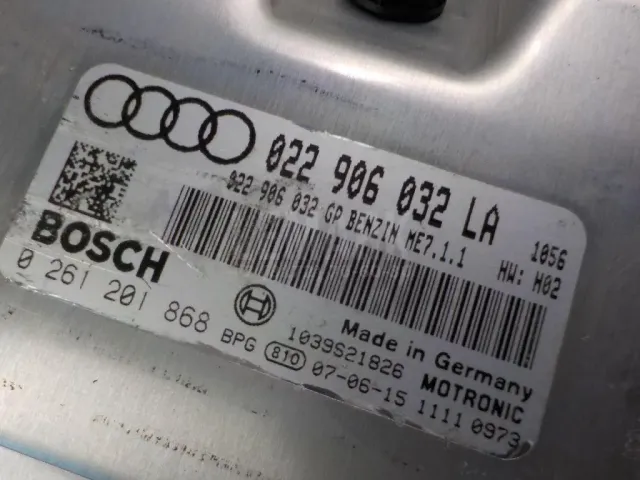 022 906 032 LA
022 906 032 GP BENZIN ME7.1.1
1056
HW: H02
BOSCH
0 261 201 868
BPG
810
1039S21826
07-06-15
Made in Germany
MOTRONIC
1111 0973